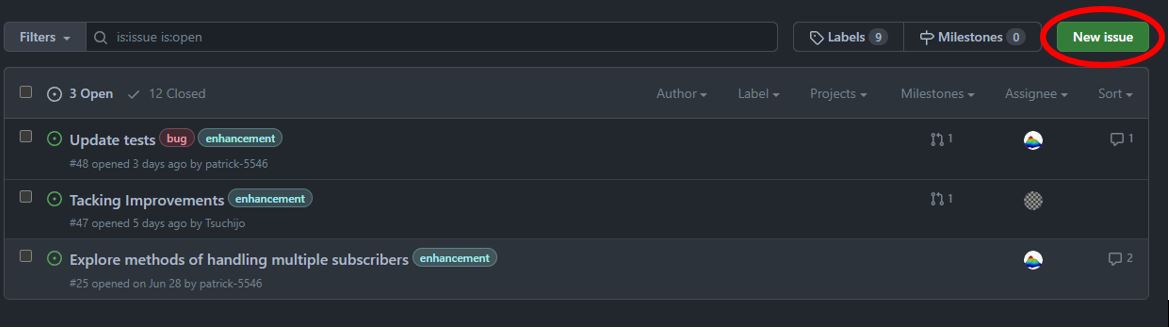 Filters is:issue is:open Labels 9 Milestones 0 New issue
3 Open 12 Closed Author Label Projects Milestones Assignee Sort
Update tests bug enhancement 1 1
#48 opened 3 days ago by patrick-5546
Tacking Improvements enhancement 1
#47 opened 5 days ago by Tsuchijo
Explore methods of handling multiple subscribers enhancement 2
#25 opened on Jun 28 by patrick-5546